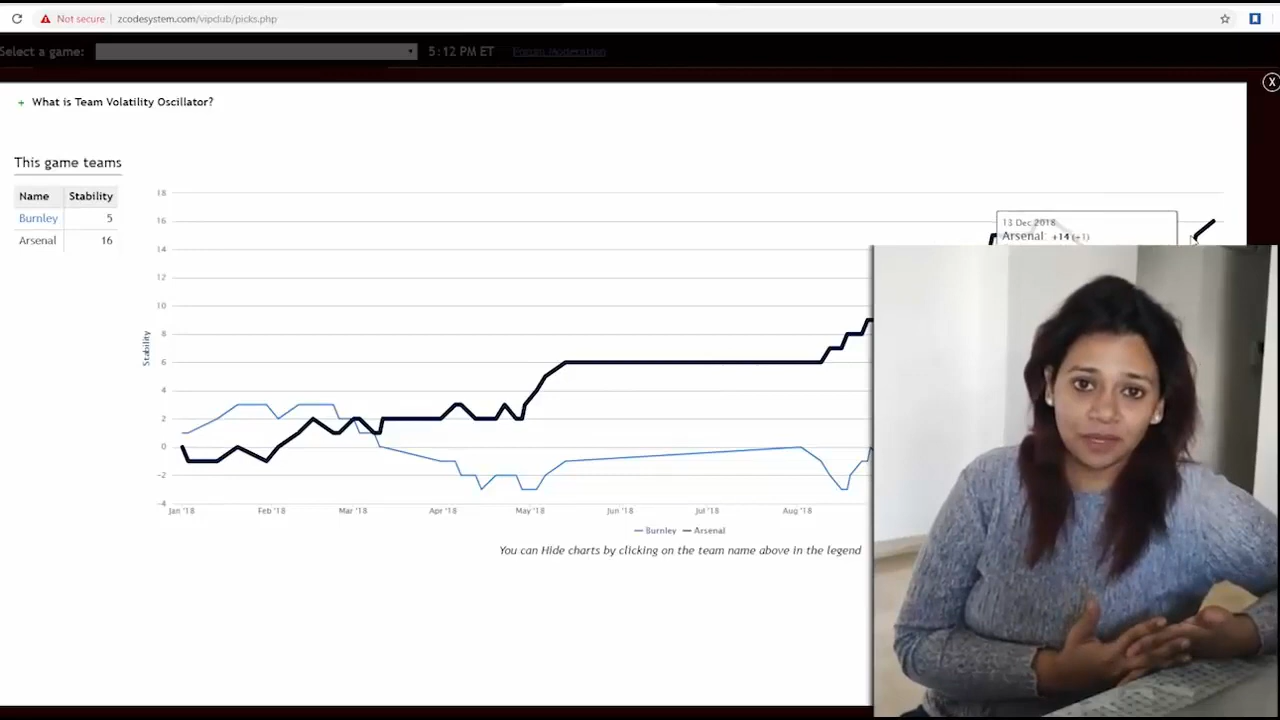 Not secure | zcodesystem.com/vipclub/picks.php
Select a game: 5:12 PM ET Forum Moderation
X
+ What is Team Volatility Oscillator?
This game teams
Name Stability
Burnley 5
Arsenal 16
18
16
14
12
10
8
6
4
2
0
-2
-4
Stability
13 Dec 2018
Arsenal: +14 (-1)
Jan '18 Feb '18 Mar '18 Apr '18 May '18 Jun '18 Jul '18 Aug '18
Burnley Arsenal
You can Hide charts by clicking on the team name above in the legend